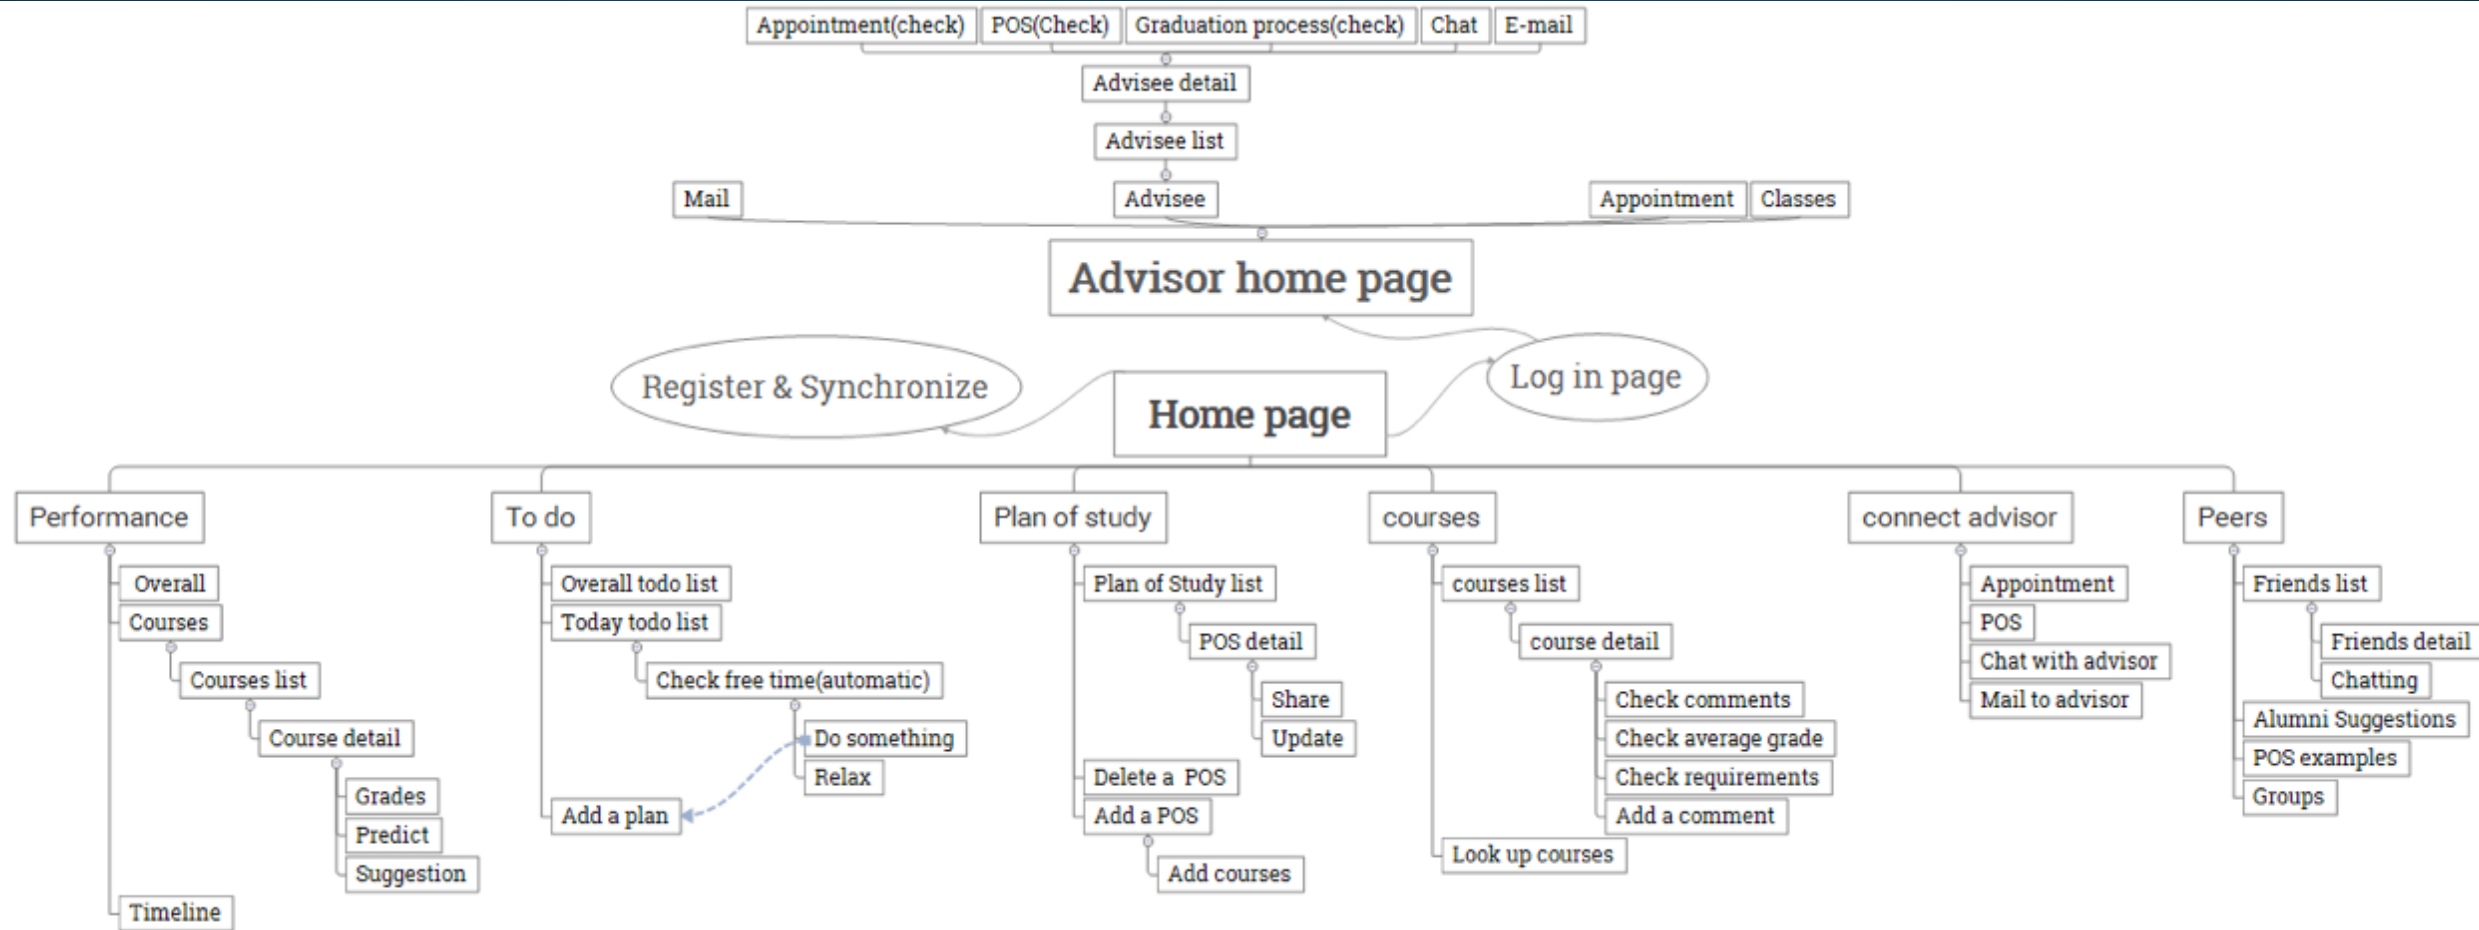 Appointment(check)
POS(Check)
Graduation process(check)
Chat
E-mail
Advisee detail
Advisee list
Mail
Advisee
Appointment
Classes
Advisor home page
Register & Synchronize
Home page
Log in page
Performance
Overall
Courses
Courses list
Course detail
Grades
Predict
Suggestion
Timeline
To do
Overall todo list
Today todo list
Check free time(automatic)
Do something
Relax
Add a plan
Plan of study
Plan of Study list
POS detail
Share
Update
Delete a POS
Add a POS
Add courses
courses
courses list
course detail
Check comments
Check average grade
Check requirements
Add a comment
Look up courses
connect advisor
Appointment
POS
Chat with advisor
Mail to advisor
Peers
Friends list
Friends detail
Chatting
Alumni Suggestions
POS examples
Groups